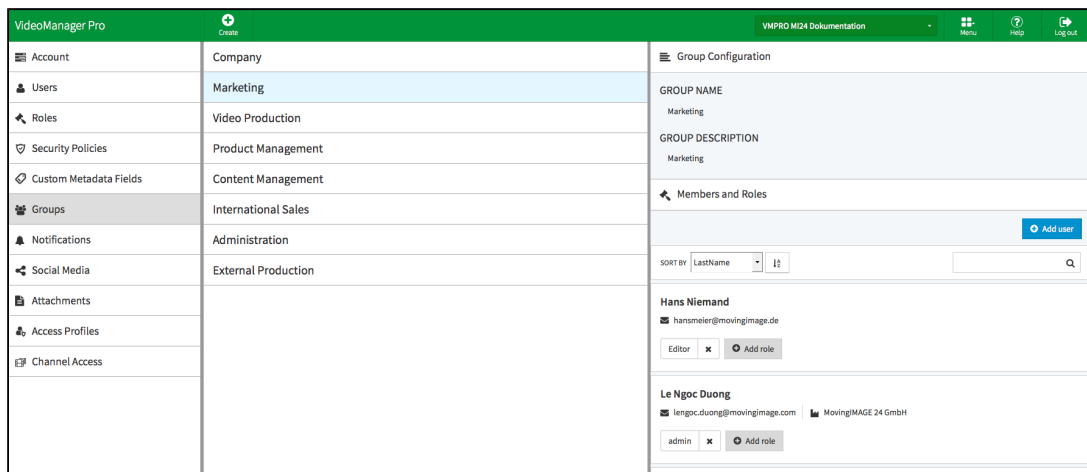 VideoManager Pro
Create
VMPRO MI24 Dokumentation
Menu
Help
Log out
Account
Users
Roles
Security Policies
Custom Metadata Fields
Groups
Notifications
Social Media
Attachments
Access Profiles
Channel Access
Company
Marketing
Video Production
Product Management
Content Management
International Sales
Administration
External Production
Group Configuration
GROUP NAME
Marketing
GROUP DESCRIPTION
Marketing
Members and Roles
Add user
SORT BY LastName
Hans Niemand
hansmeier@movingimage.de
Editor Add role
Le Ngoc Duong
lengoc.duong@movingimage.com MovingIMAGE 24 GmbH
admin Add role